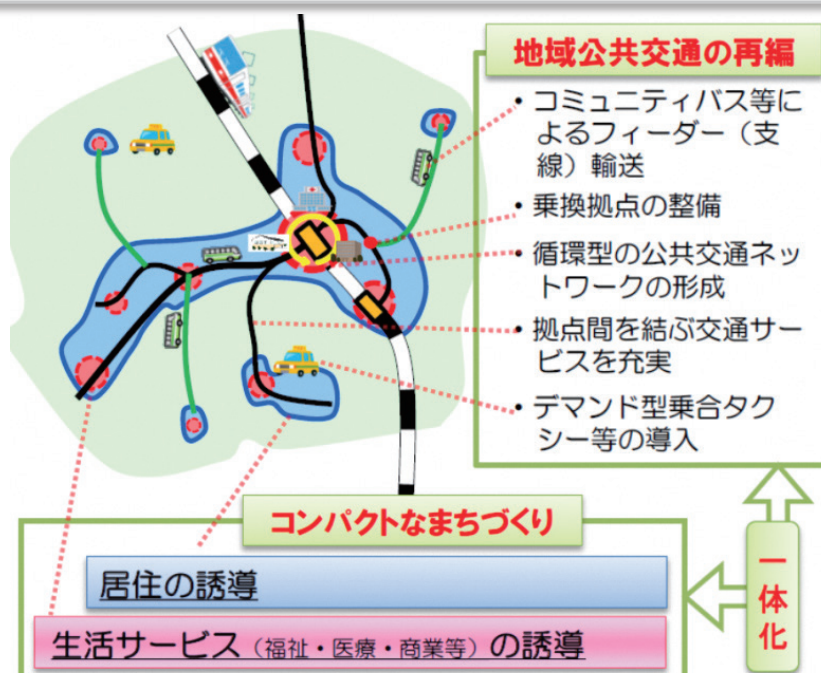 地域公共交通の再編
・コミュニティバス等に
よるフィーダー（支
線）輸送
・乗換拠点の整備
・循環型の公共交通ネッ
トワークの形成
・拠点間を結ぶ交通サー
ビスを充実
・デマンド型乗合タク
シー等の導入
コンパクトなまちづくり
居住の誘導
生活サービス（福祉・医療・商業等）の誘導
一体化